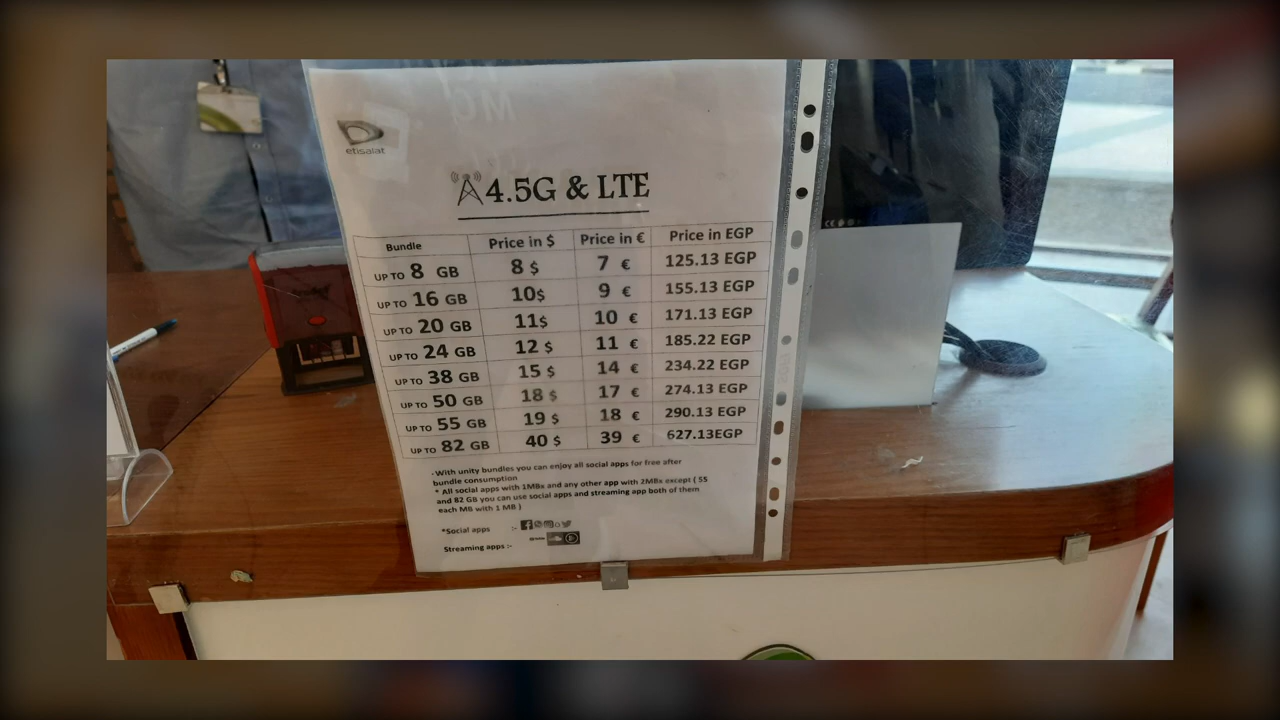 etisalat
4.5G & LTE
Bundle Price in $ Price in € Price in EGP
UP TO 8 GB 8 $ 7 € 125.13 EGP
UP TO 16 GB 10$ 9 € 155.13 EGP
UP TO 20 GB 11$ 10 € 171.13 EGP
UP TO 24 GB 12 $ 11 € 185.22 EGP
UP TO 38 GB 15 $ 14 € 234.22 EGP
UP TO 50 GB 18 $ 17 € 274.13 EGP
UP TO 55 GB 19 $ 18 € 290.13 EGP
UP TO 82 GB 40 $ 39 € 627.13EGP
. With unity bundles you can enjoy all social apps for free after
bundle consumption
* All social apps with 1MBx and any other app with 2MBx except ( 55
and 82 GB you can use social apps and streaming app both of them
each MB with 1 MB )
*Social apps :-
Streaming apps :-